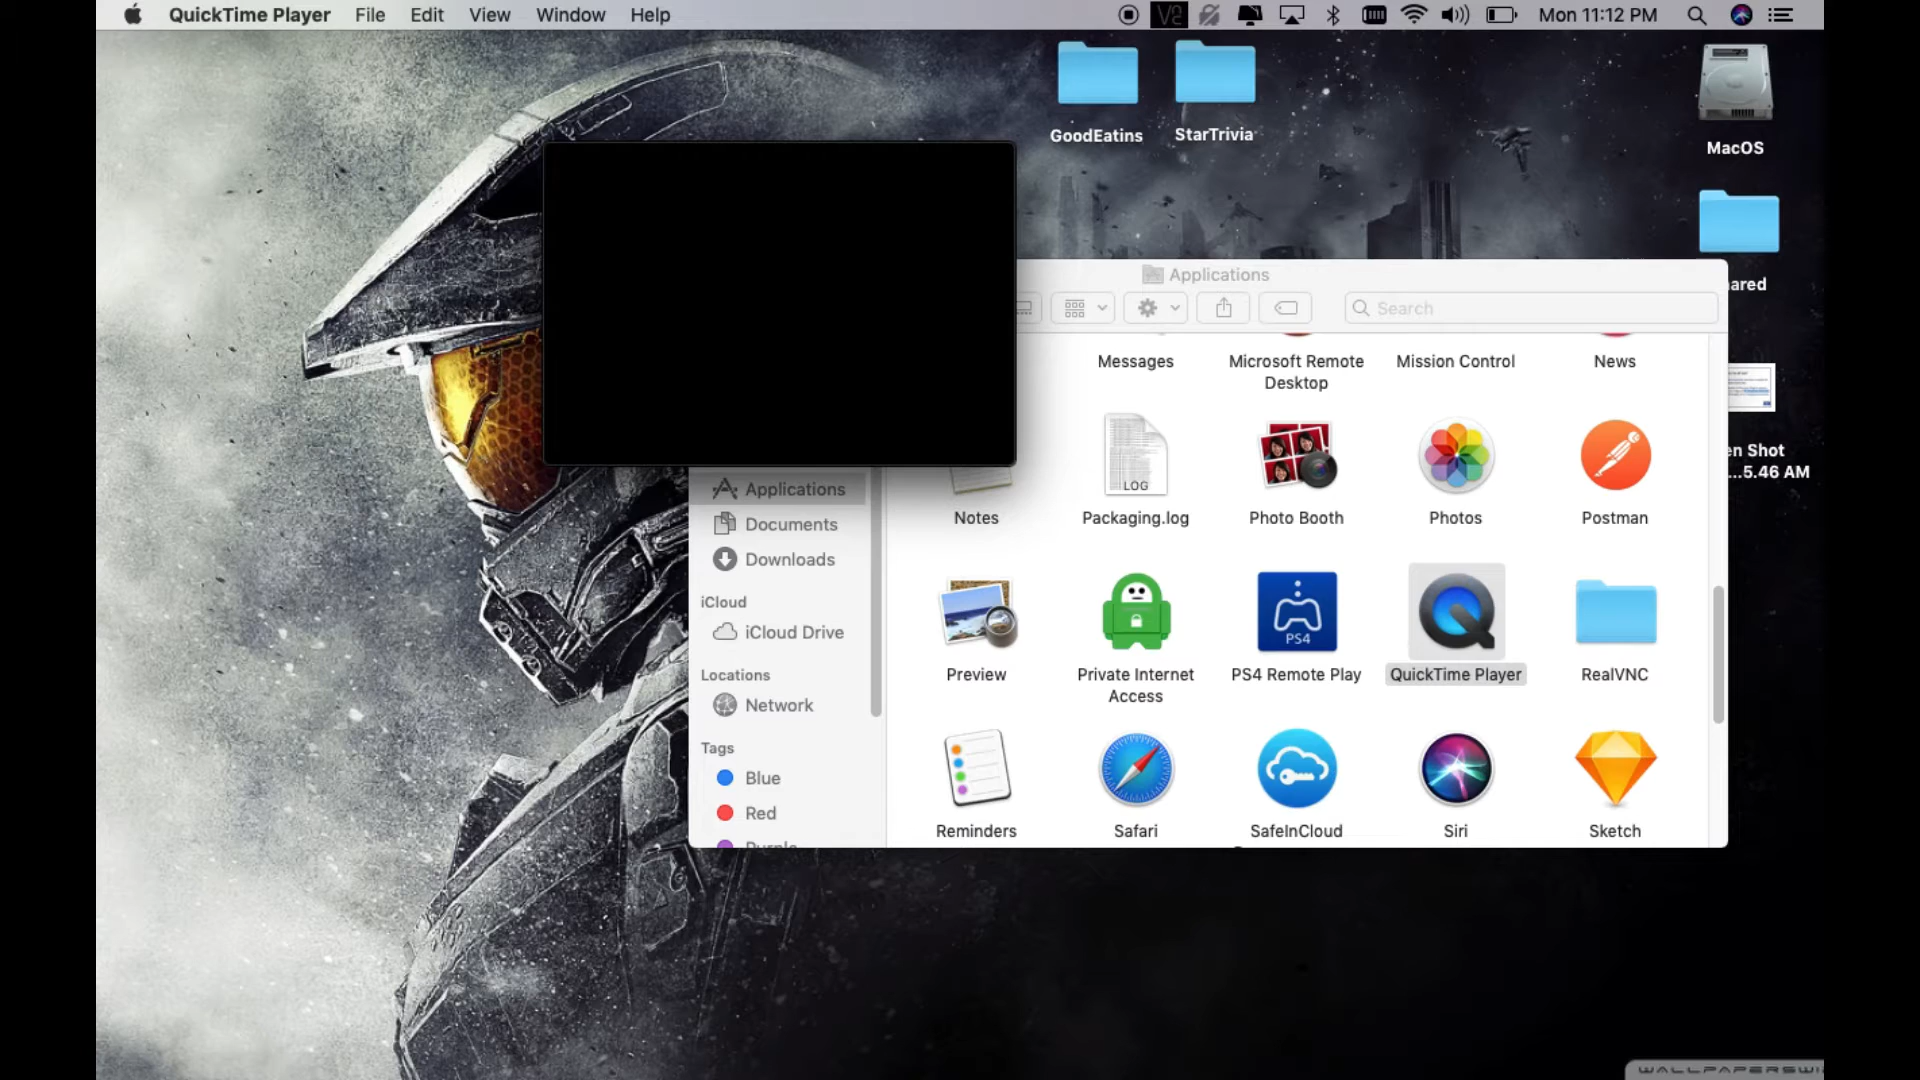 QuickTime Player File Edit View Window Help
Mon 11:12 PM
GoodEatins
StarTrivia
MacOS
ared
en Shot
...5.46 AM
Applications
Search
Messages
Microsoft Remote
Desktop
Mission Control
News
LOG
Notes
Packaging.log
Photo Booth
Photos
Postman
PS4
Preview
Private Internet
Access
PS4 Remote Play
QuickTime Player
RealVNC
Reminders
Safari
SafeInCloud
Siri
Sketch
Applications
Documents
Downloads
iCloud
iCloud Drive
Locations
Network
Tags
Blue
Red
Purple
WALLPAPERSWI